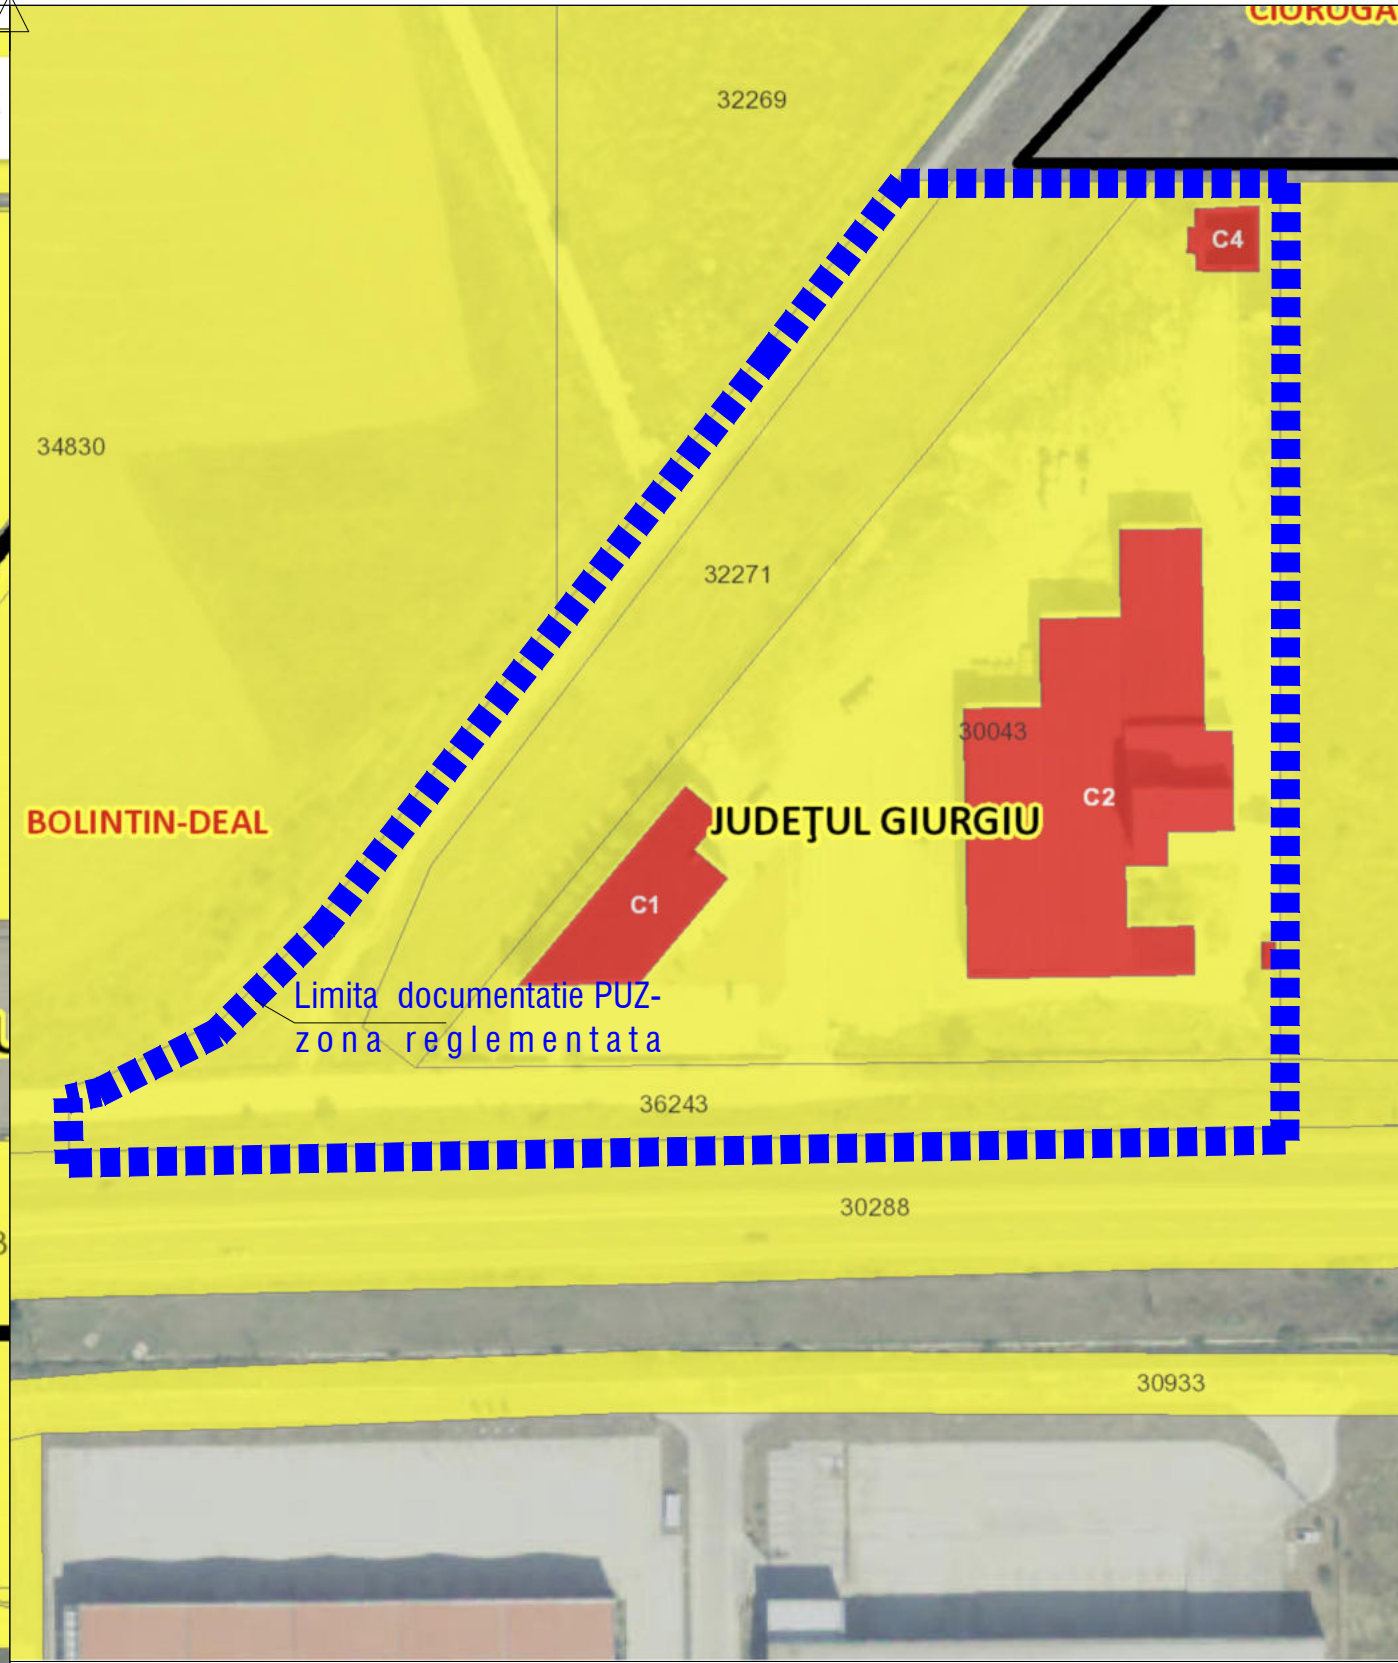 32269
C4
34830
32271
30043
C2
BOLINTIN-DEAL
JUDEŢUL GIURGIU
C1
Limita documentatie PUZ-
zona reglementata
36243
30288
30933